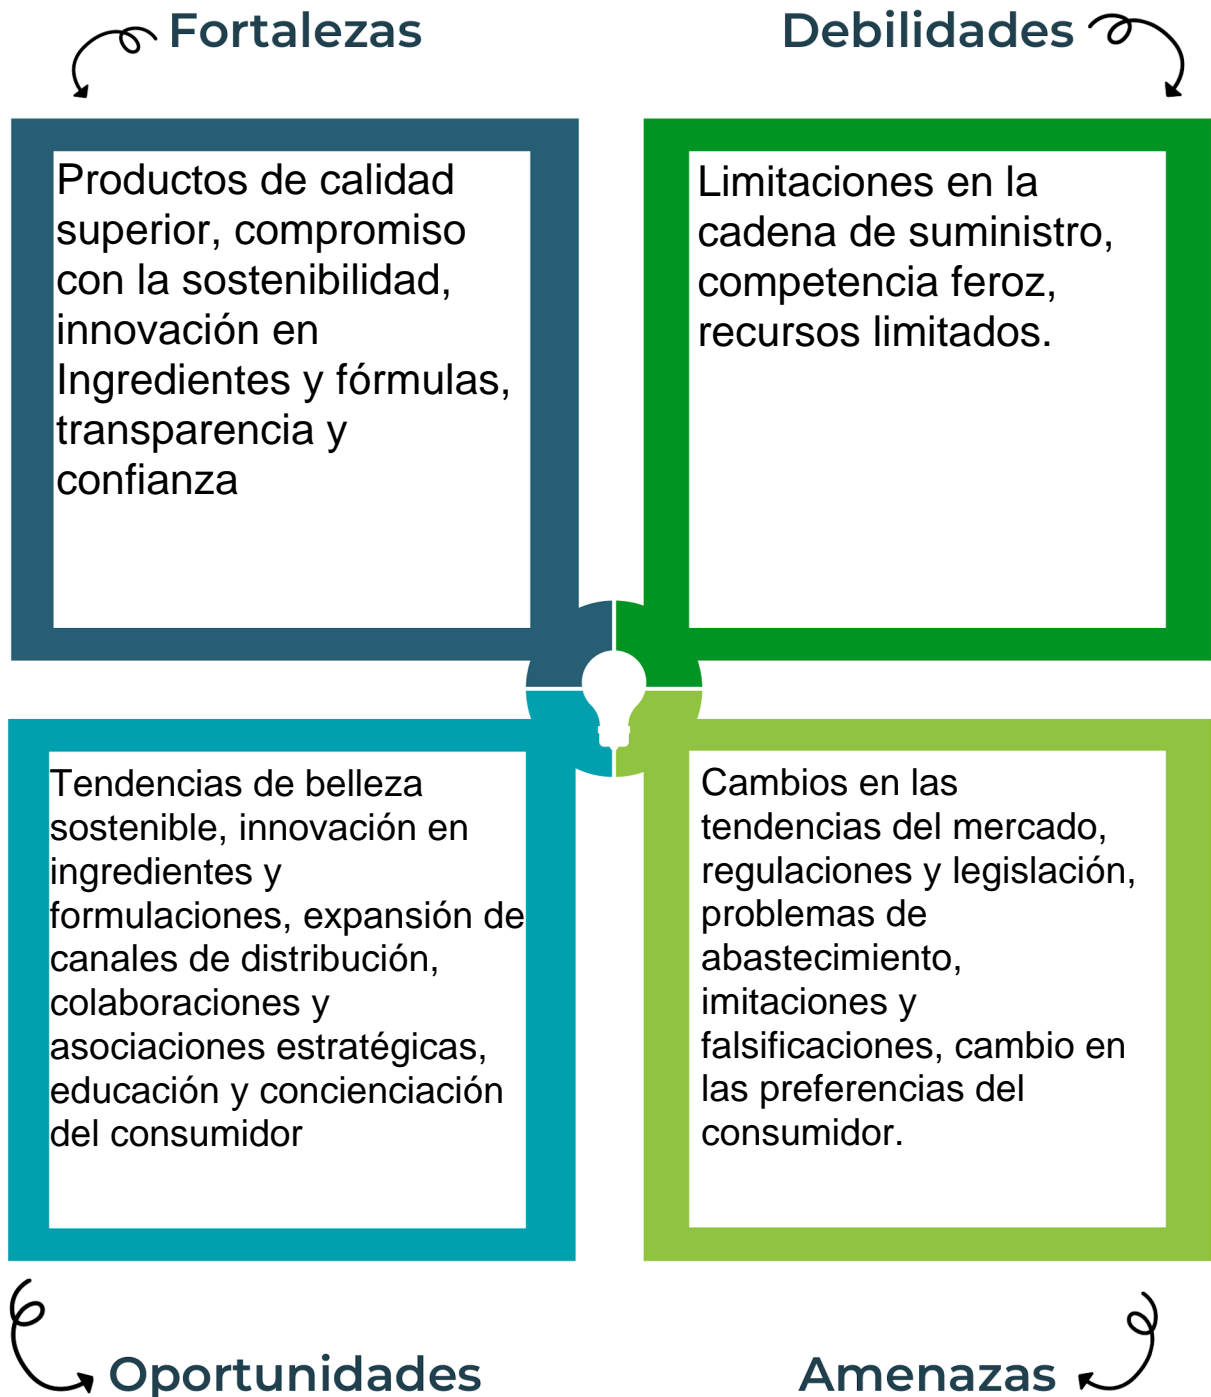 Fortalezas
Productos de calidad
superior, compromiso
con la sostenibilidad,
innovación en
Ingredientes y fórmulas,
transparencia y
confianza
Debilidades
Limitaciones en la
cadena de suministro,
competencia feroz,
recursos limitados.
Tendencias de belleza
sostenible, innovación en
ingredientes y
formulaciones, expansión de
canales de distribución,
colaboraciones y
asociaciones estratégicas,
educación y concienciación
del consumidor
Oportunidades
Cambios en las
tendencias del mercado,
regulaciones y legislación,
problemas de
abastecimiento,
imitaciones y
falsificaciones, cambio en
las preferencias del
consumidor.
Amenazas